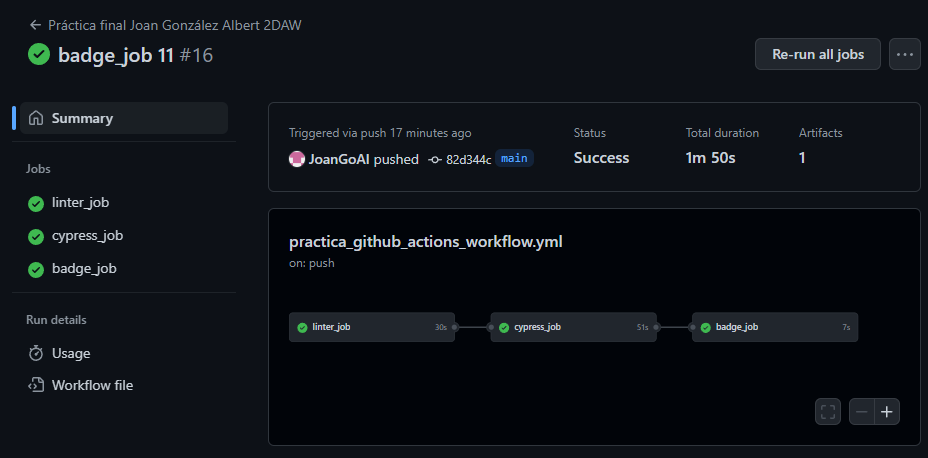 Práctica final Joan González Albert 2DAW
badge_job 11 #16
Re-run all jobs
Summary
Jobs
linter_job
cypress_job
badge_job
Run details
Usage
Workflow file
Triggered via push 17 minutes ago
JoanGoAl pushed 82d344c main
Status
Success
Total duration
1m 50s
Artifacts
1
practica_github_actions_workflow.yml
on: push
linter_job 30s
cypress_job 51s
badge_job 7s